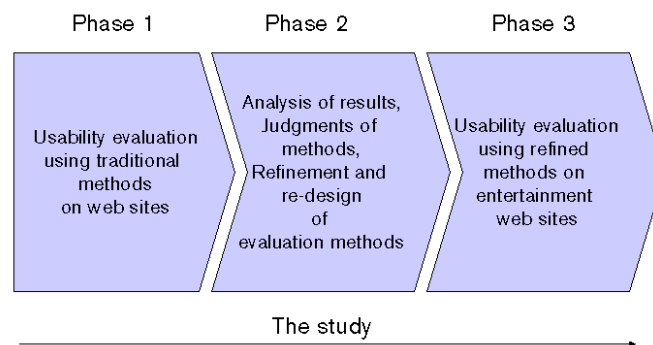 Phase 1
Phase 2
Phase 3
Usability evaluation
using traditional
methods
on web sites
Analysis of results,
Judgments of
methods,
Refinement and
re-design
of
evaluation methods
Usability evaluation
using refined
methods on
entertainment
web sites
The study